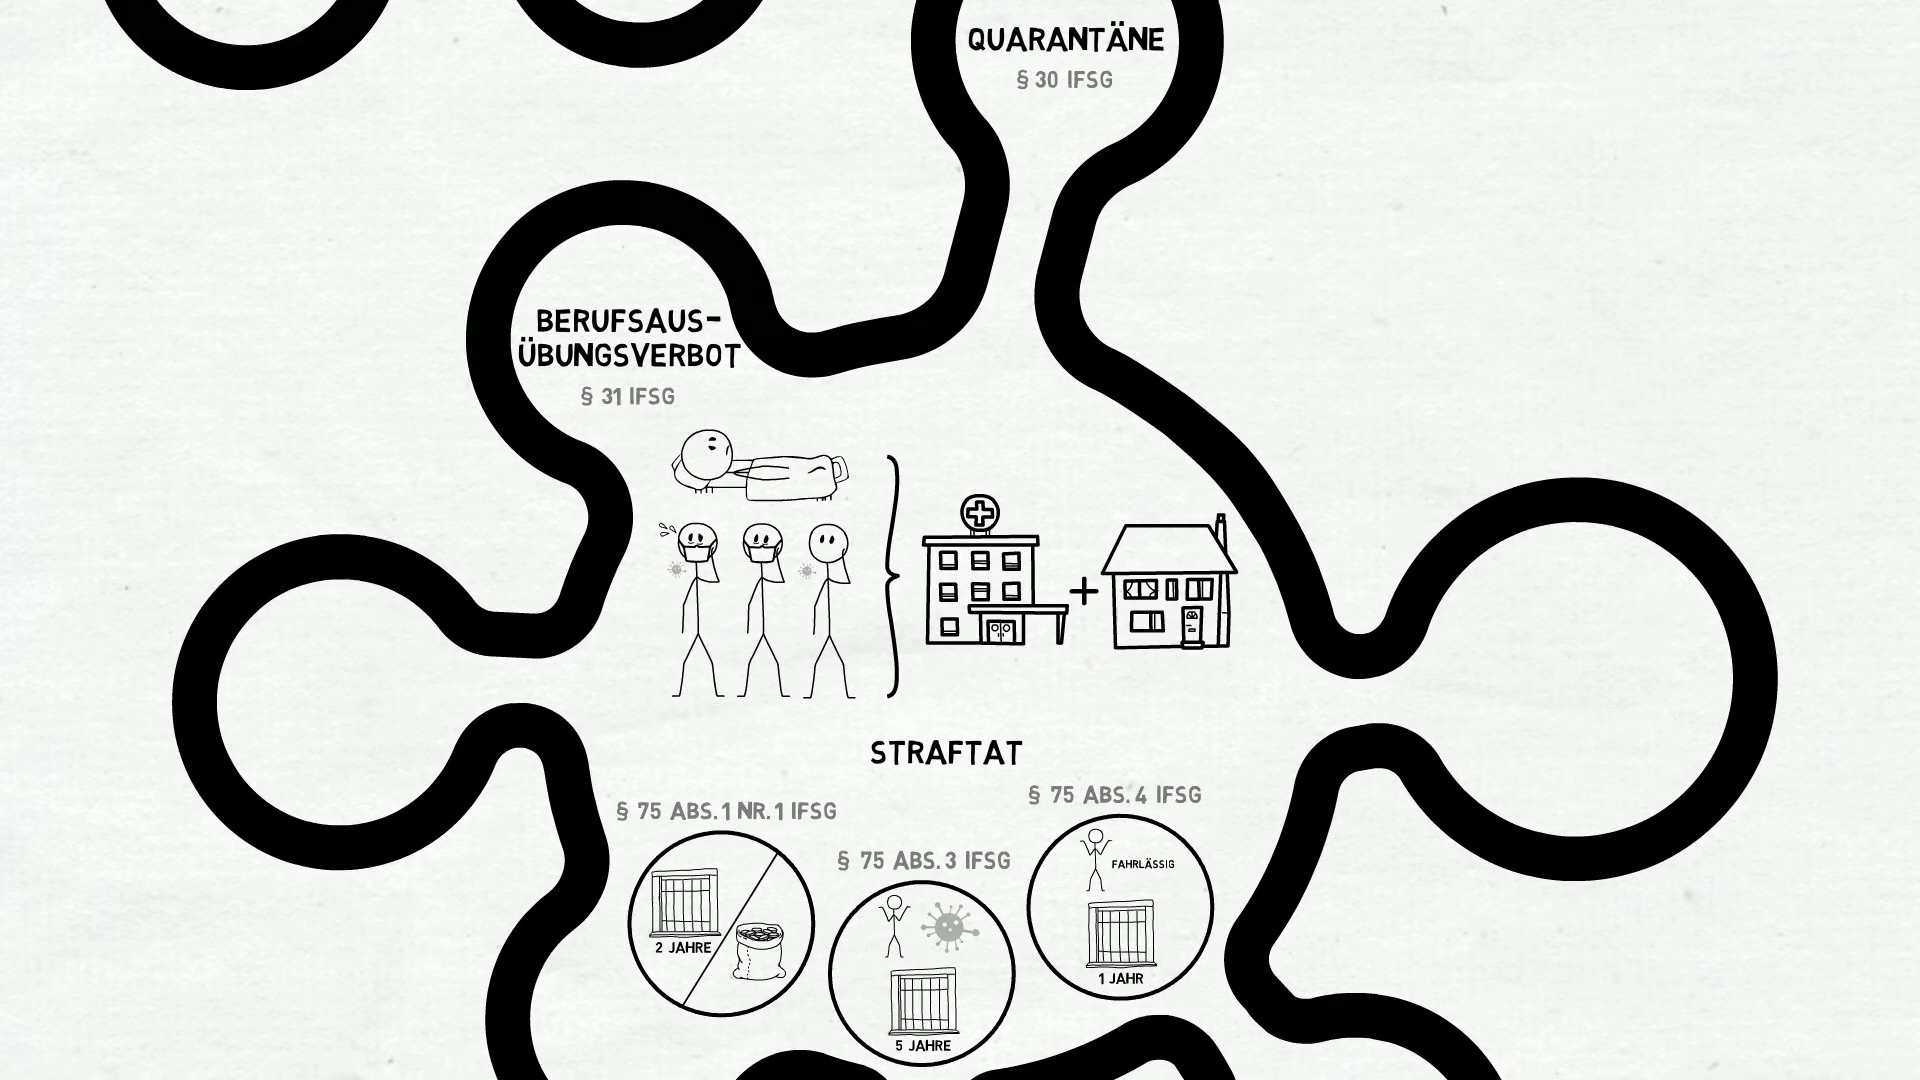 QUARANTÄNE
§ 30 IFSG
BERUFSAUS-
ÜBUNGSVERBOT
§ 31 IFSG
STRAFTAT
§ 75 ABS. 1 NR. 1 IFSG
2 JAHRE
§ 75 ABS. 3 IFSG
5 JAHRE
§ 75 ABS. 4 IFSG
FAHRLÄSSIG
1 JAHR